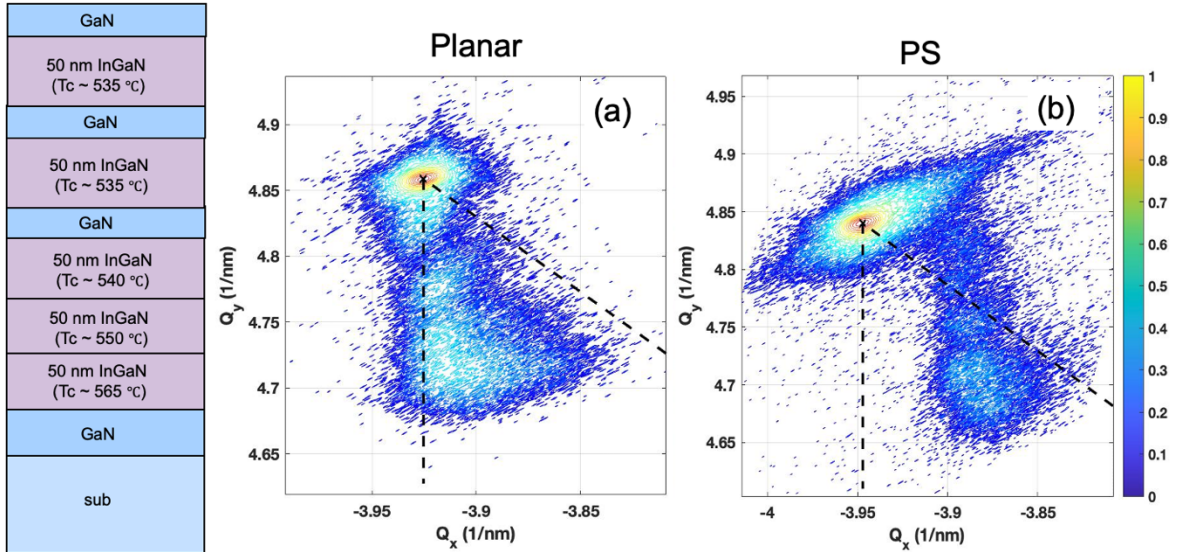 GaN
50 nm InGaN
(Tc ~ 535 ℃)
GaN
50 nm InGaN
(Tc ~ 535 ℃)
GaN
50 nm InGaN
(Tc ~ 540 ℃)
50 nm InGaN
(Tc ~ 550 ℃)
50 nm InGaN
(Tc ~ 565 ℃)
GaN
sub
Planar
(a)
4.9
4.85
4.8
4.75
4.7
4.65
Q_y (1/nm)
-3.95
-3.9
-3.85
Q_x (1/nm)
PS
(b)
4.95
4.9
4.85
4.8
4.75
4.7
4.65
Q_y (1/nm)
-4
-3.95
-3.9
-3.85
Q_x (1/nm)
1
0.9
0.8
0.7
0.6
0.5
0.4
0.3
0.2
0.1
0